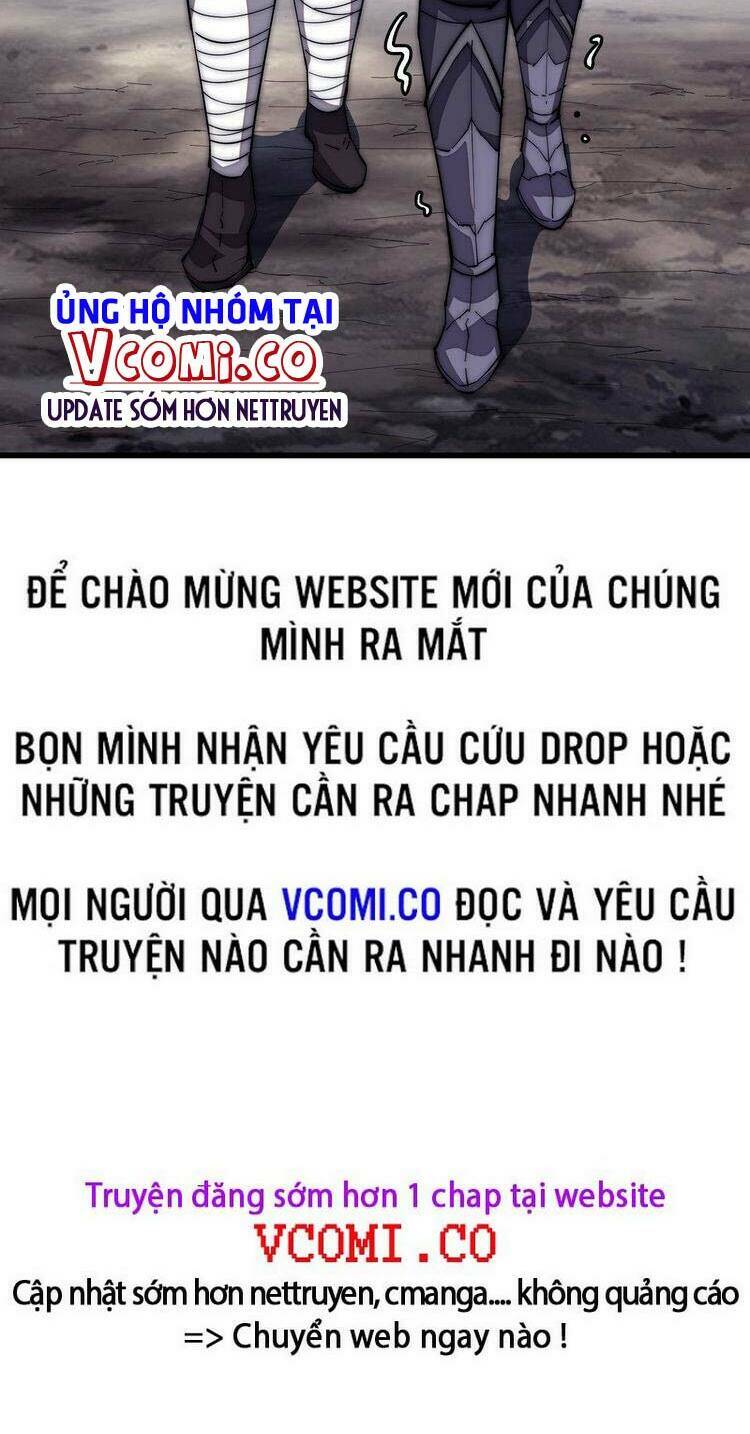 ỦNG HỘ NHÓM TẠI
VCOMI.CO
UPDATE SỚM HƠN NETTRUYEN
ĐỂ CHÀO MỪNG WEBSITE MỚI CỦA CHÚNG
MÌNH RA MẮT
BỌN MÌNH NHẬN YÊU CẦU CỨU DROP HOẶC
NHỮNG TRUYỆN CẦN RA CHAP NHANH NHÉ
MỌI NGƯỜI QUA VCOMI.CO ĐỌC VÀ YÊU CẦU
TRUYỆN NÀO CẦN RA NHANH ĐI NÀO !
Truyện đăng sớm hơn 1 chap tại website
VCOMI.CO
Cập nhật sớm hơn nettruyen, cmanga.... không quảng cáo
=> Chuyển web ngay nào !